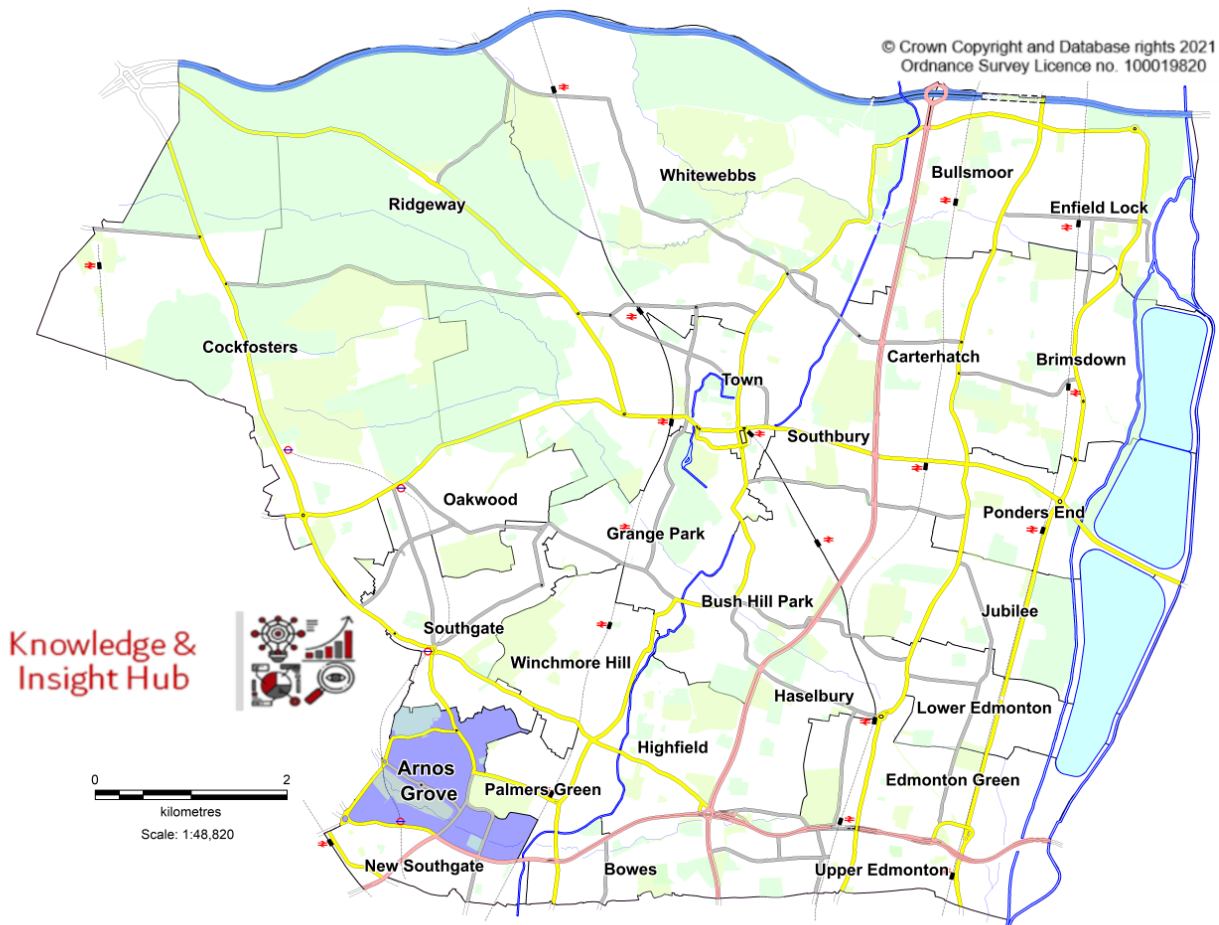 © Crown Copyright and Database rights 2021
Ordnance Survey Licence no. 100019820
Whitewebbs
Bullsmoor
Ridgeway
Enfield Lock
Cockfosters
Carterhatch
Brimsdown
Town
Southbury
Oakwood
Ponders End
Grange Park
Bush Hill Park
Jubilee
Southgate
Knowledge &
Insight Hub
Winchmore Hill
Haselbury
Lower Edmonton
Highfield
Arnos
Grove
Palmers Green
Edmonton Green
0 2
kilometres
Scale: 1:48,820
New Southgate
Bowes
Upper Edmonton